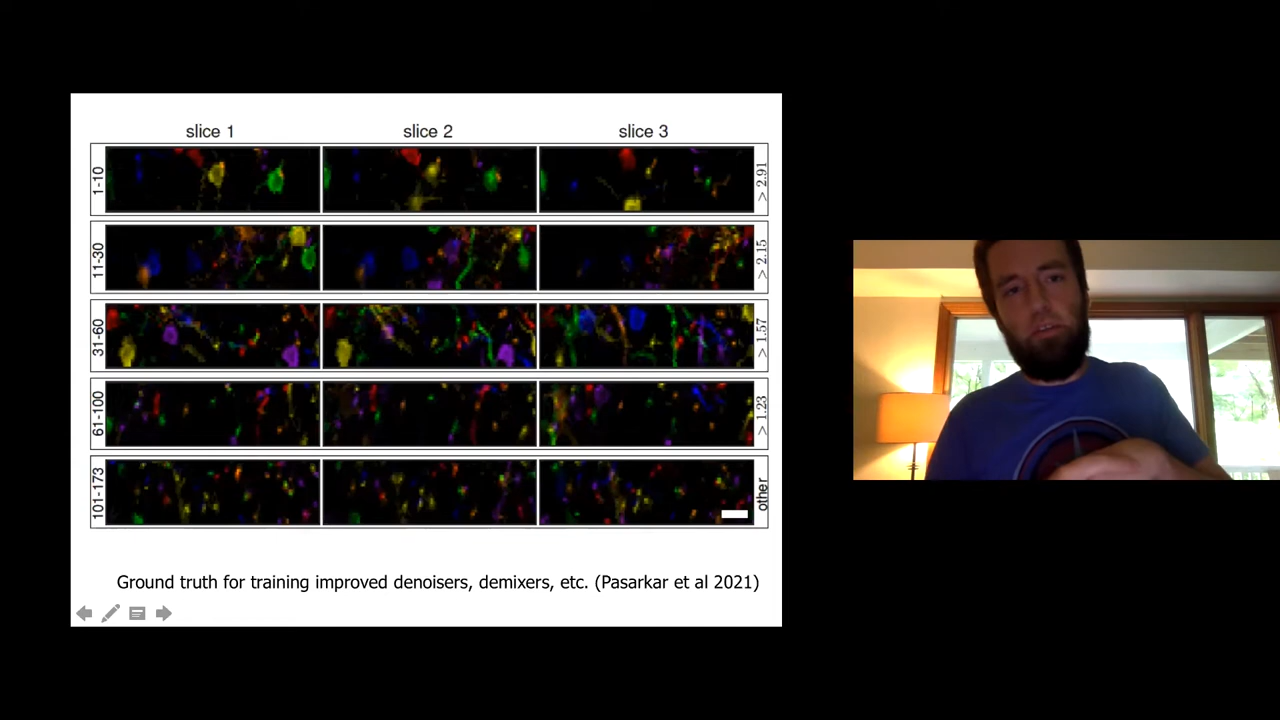 slice 1 slice 2 slice 3
1-10 > 2.91
11-30 > 2.15
31-60 > 1.57
61-100 > 1.23
101-173 other
Ground truth for training improved denoisers, demixers, etc. (Pasarkar et al 2021)